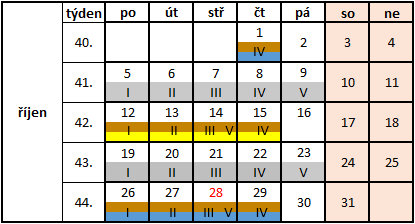 týden po út stř čt pá so ne
říjen
40. 1 2 3 4
IV
41. 5 6 7 8 9 10 11
I II III IV V
42. 12 13 14 15 16 17 18
I II III V IV
43. 19 20 21 22 23 24 25
I II III IV V
44. 26 27 28 29 30 31
I II III V IV